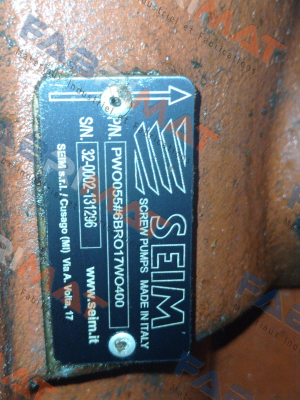 SEIM
SCREW PUMPS MADE IN ITALY
P/N. PWO055#6BRO17WO400
S/N. 32-0002-131296
www.seim.it
SEIM s.r.l. / Cusago (MI) Via A. Volta, 17